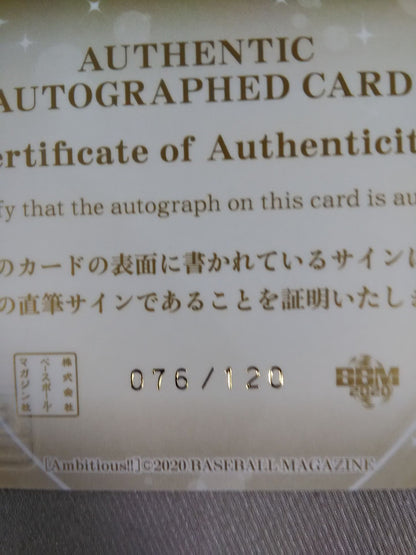 AUTHENTIC
AUTOGRAPHED CARD
ertificate of Authenticit
fy that the autograph on this card is au
のカードの表面に書かれているサインは
の直筆サインであることを証明いたしま
株式会社
ベースボール
マガジン社
076/120
BBM
2020
[Ambitious!!]©2020 BASEBALL MAGAZINE